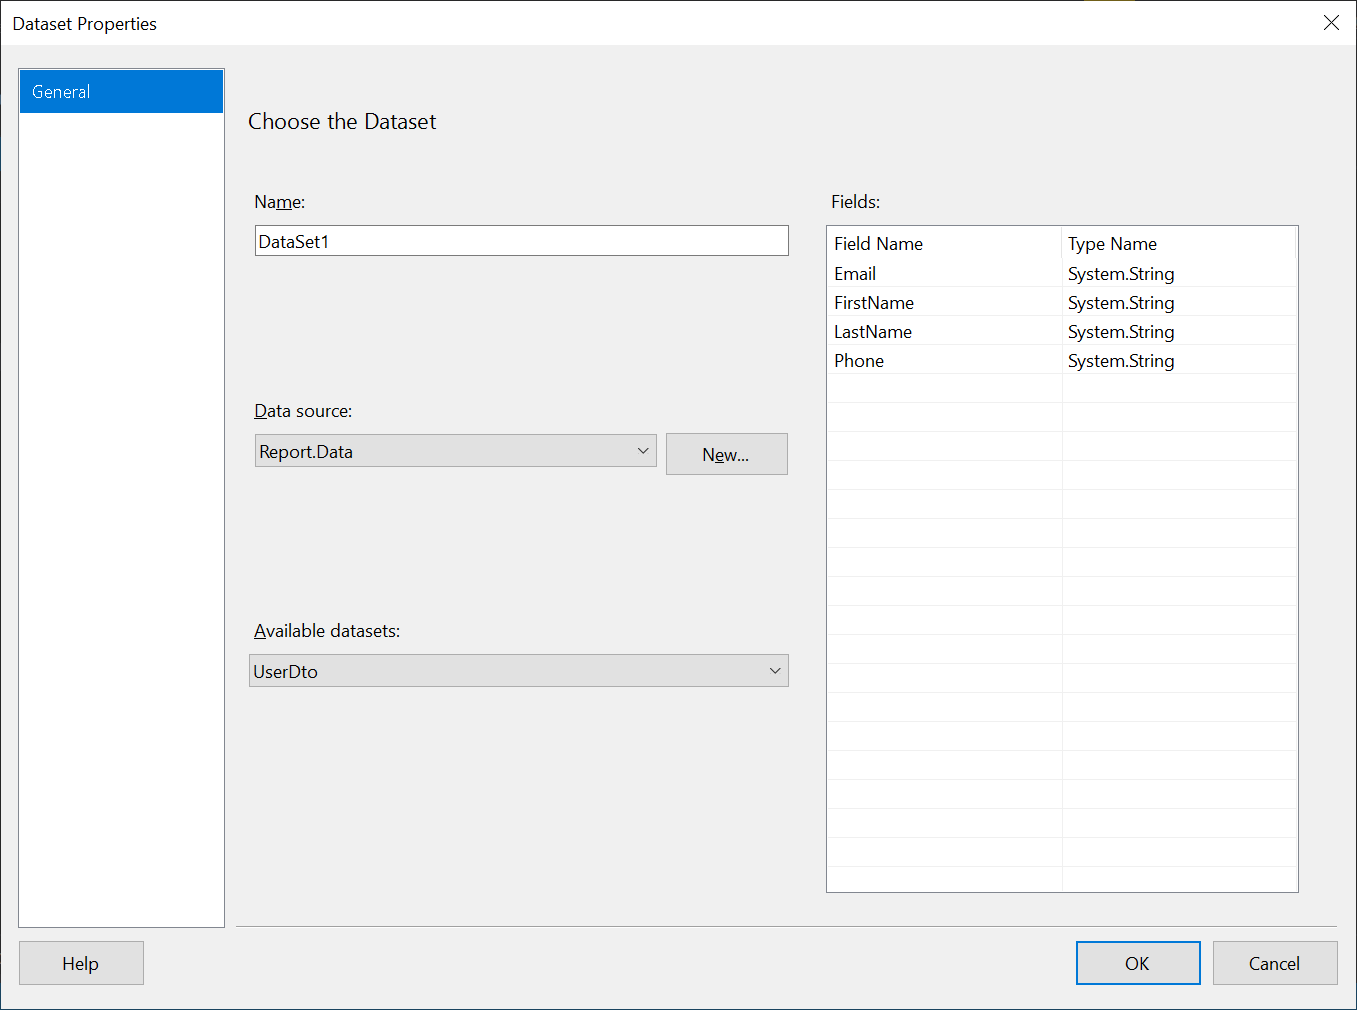 Dataset Properties
General
Choose the Dataset
Name:
DataSet1
Data source:
Report.Data
New...
Available datasets:
UserDto
Fields:
Field Name Type Name
Email System.String
FirstName System.String
LastName System.String
Phone System.String
Help
OK
Cancel